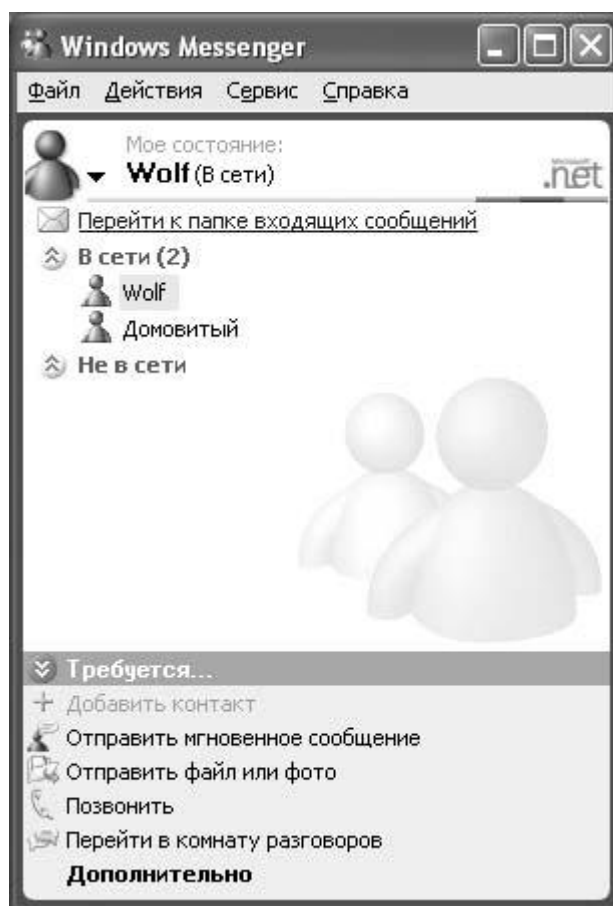 Windows Messenger
Файл Действия Сервис Справка
Мое состояние:
Wolf (В сети)
.net
Перейти к папке входящих сообщений
В сети (2)
Wolf
Домовитый
Не в сети
Требуется...
Добавить контакт
Отправить мгновенное сообщение
Отправить файл или фото
Позвонить
Перейти в комнату разговоров
Дополнительно